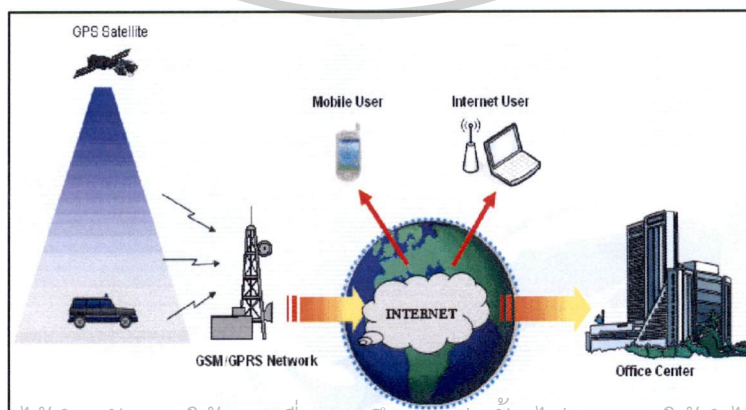 GPS Satellite
Mobile User
Internet User
INTERNET
GSM/GPRS Network
Office Center